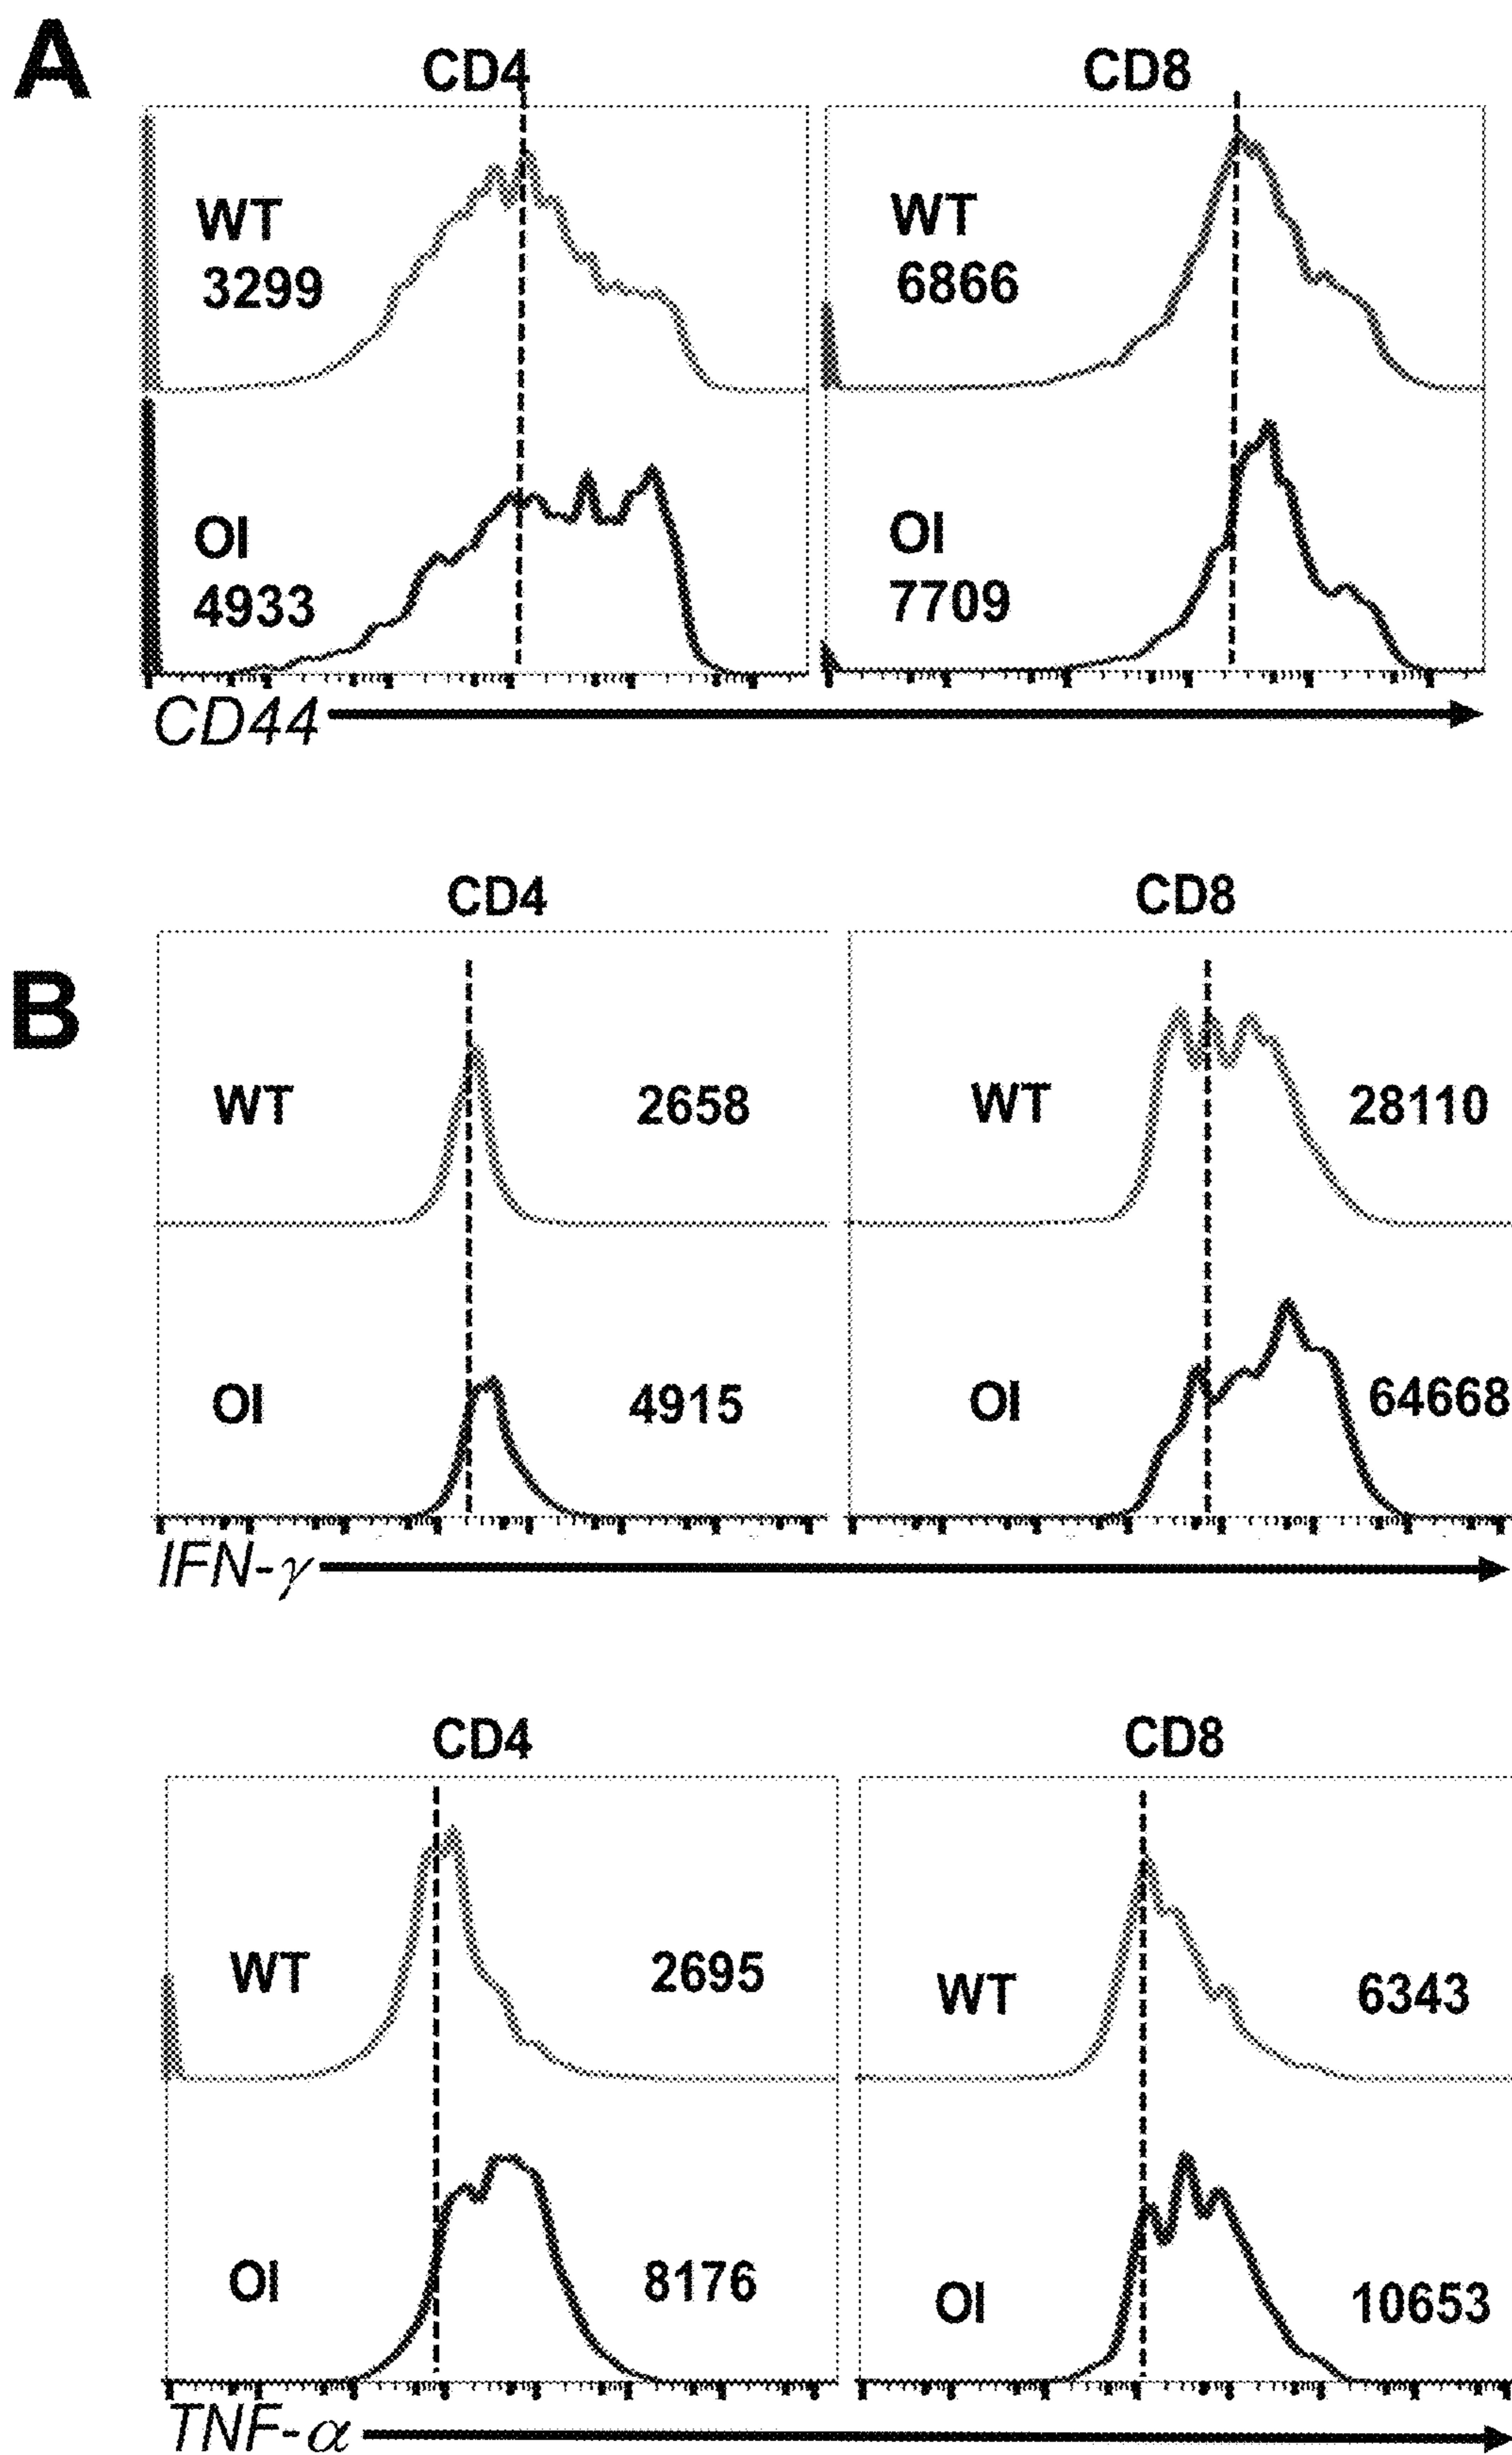 A
CD4 CD8
WT WT
3299 6866
OI OI
4933 7709
CD44
CD4 CD8
B
WT 2658 WT 28110
OI 4915 OI 64668
IFN-γ
CD4 CD8
WT 2695 WT 6343
OI 8176 OI 10653
TNF-α